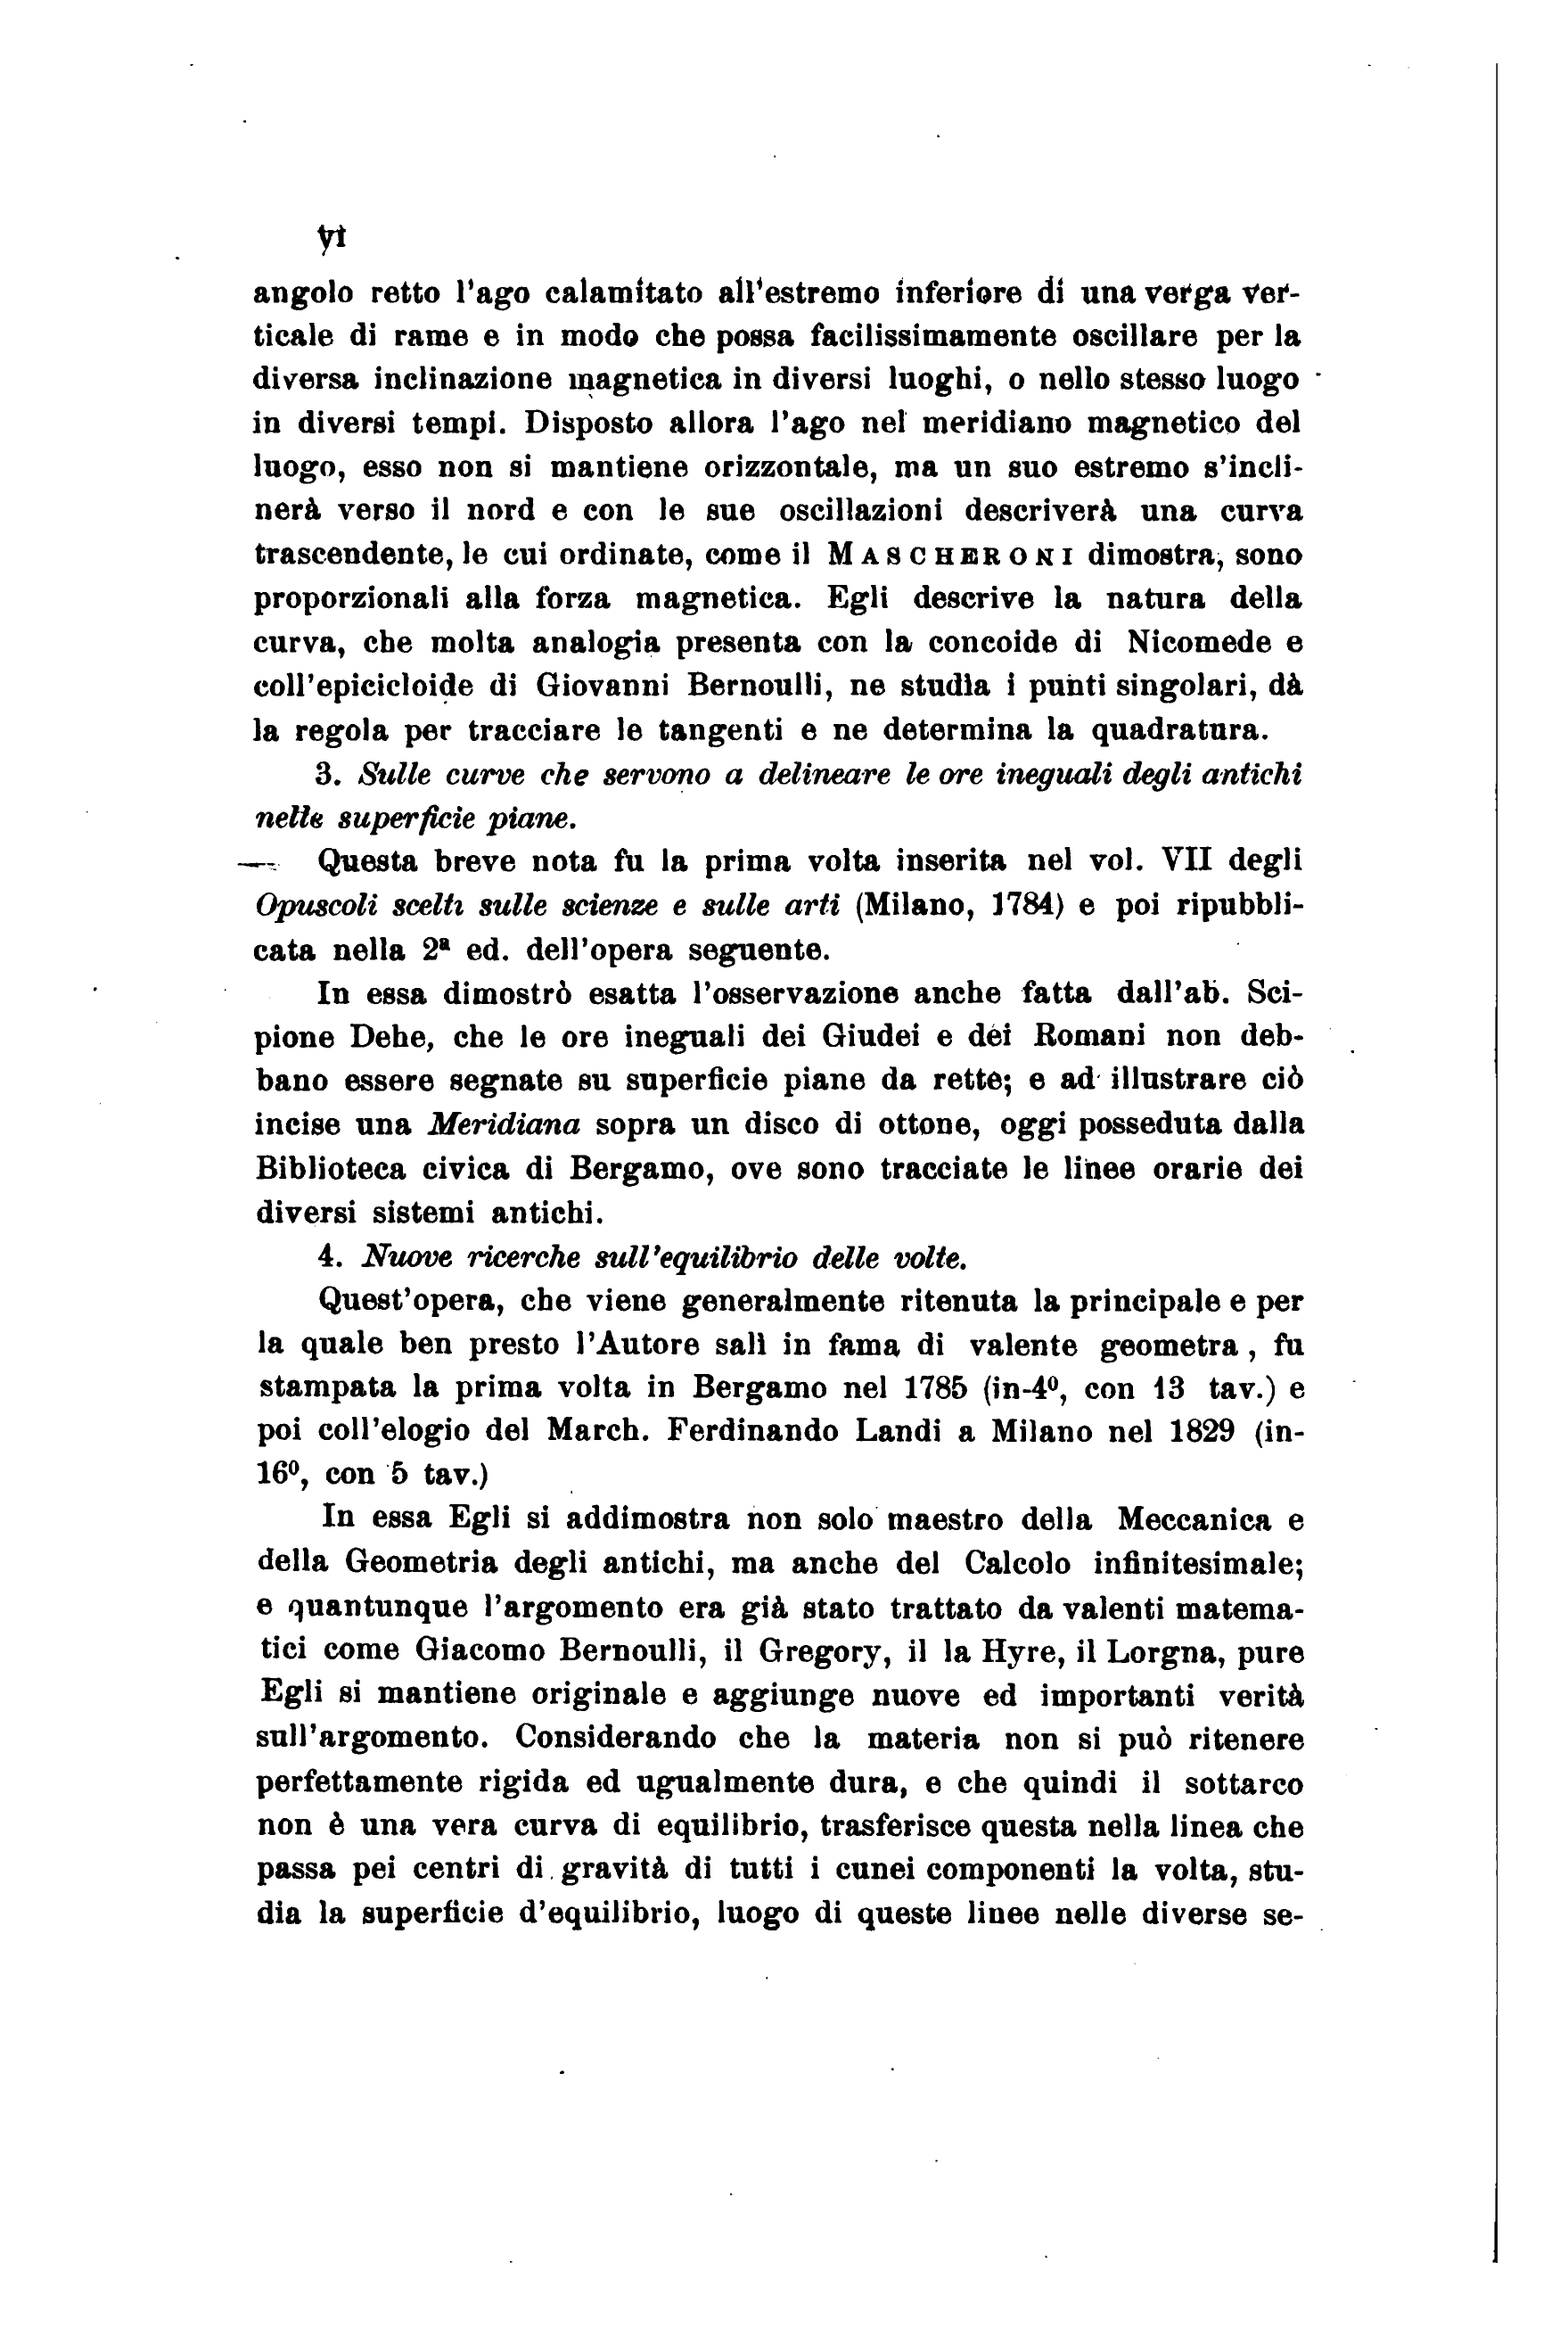 VI
angolo retto l'ago calamitato all'estremo inferiore di una verga ver-
ticale di rame e in modo che possa facilissimamente oscillare per la
diversa inclinazione magnetica in diversi luoghi, o nello stesso luogo
in diversi tempi. Disposto allora l'ago nel meridiano magnetico del
luogo, esso non si mantiene orizzontale, ma un suo estremo s'incli-
nerà verso il nord e con le sue oscillazioni descriverà una curva
trascendente, le cui ordinate, come il MASCHERONI dimostra, sono
proporzionali alla forza magnetica. Egli descrive la natura della
curva, che molta analogia presenta con la concoide di Nicomede e
coll'epicicloide di Giovanni Bernoulli, ne studia i punti singolari, dà
la regola per tracciare le tangenti e ne determina la quadratura.
3. Sulle curve che servono a delineare le ore ineguali degli antichi
nelle superficie piane.
— Questa breve nota fu la prima volta inserita nel vol. VII degli
Opuscoli scelti sulle scienze e sulle arti (Milano, 1784) e poi ripubbli-
cata nella 2ª ed. dell'opera seguente.
In essa dimostrò esatta l'osservazione anche fatta dall'ab. Sci-
pione Dehe, che le ore ineguali dei Giudei e dei Romani non deb-
bano essere segnate su superficie piane da rette; e ad illustrare ciò
incise una Meridiana sopra un disco di ottone, oggi posseduta dalla
Biblioteca civica di Bergamo, ove sono tracciate le linee orarie dei
diversi sistemi antichi.
4. Nuove ricerche sull'equilibrio delle volte.
Quest'opera, che viene generalmente ritenuta la principale e per
la quale ben presto l'Autore salì in fama di valente geometra, fu
stampata la prima volta in Bergamo nel 1785 (in-4º, con 13 tav.) e
poi coll'elogio del March. Ferdinando Landi a Milano nel 1829 (in-
16º, con 5 tav.)
In essa Egli si addimostra non solo maestro della Meccanica e
della Geometria degli antichi, ma anche del Calcolo infinitesimale;
e quantunque l'argomento era già stato trattato da valenti matema-
tici come Giacomo Bernoulli, il Gregory, il la Hyre, il Lorgna, pure
Egli si mantiene originale e aggiunge nuove ed importanti verità
sull'argomento. Considerando che la materia non si può ritenere
perfettamente rigida ed ugualmente dura, e che quindi il sottarco
non è una vera curva di equilibrio, trasferisce questa nella linea che
passa pei centri di gravità di tutti i cunei componenti la volta, stu-
dia la superficie d'equilibrio, luogo di queste linee nelle diverse se-